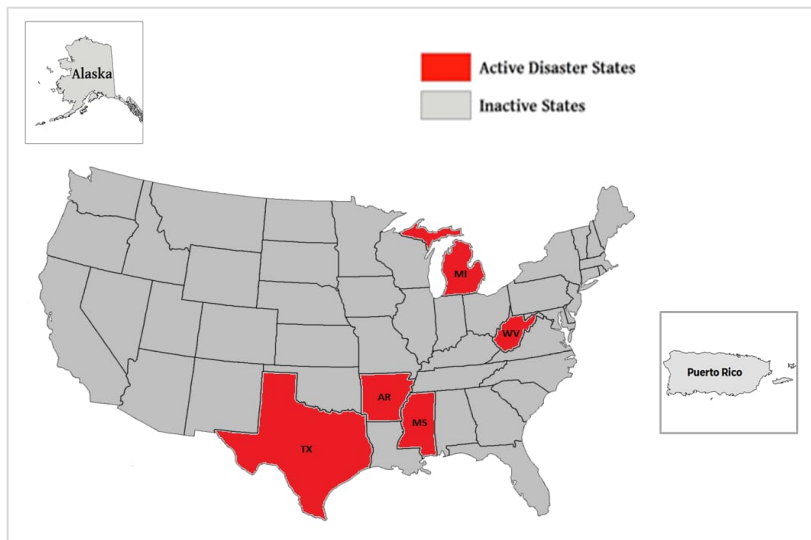 Alaska
Active Disaster States
Inactive States
MI
WV
AR
MS
TX
Puerto Rico